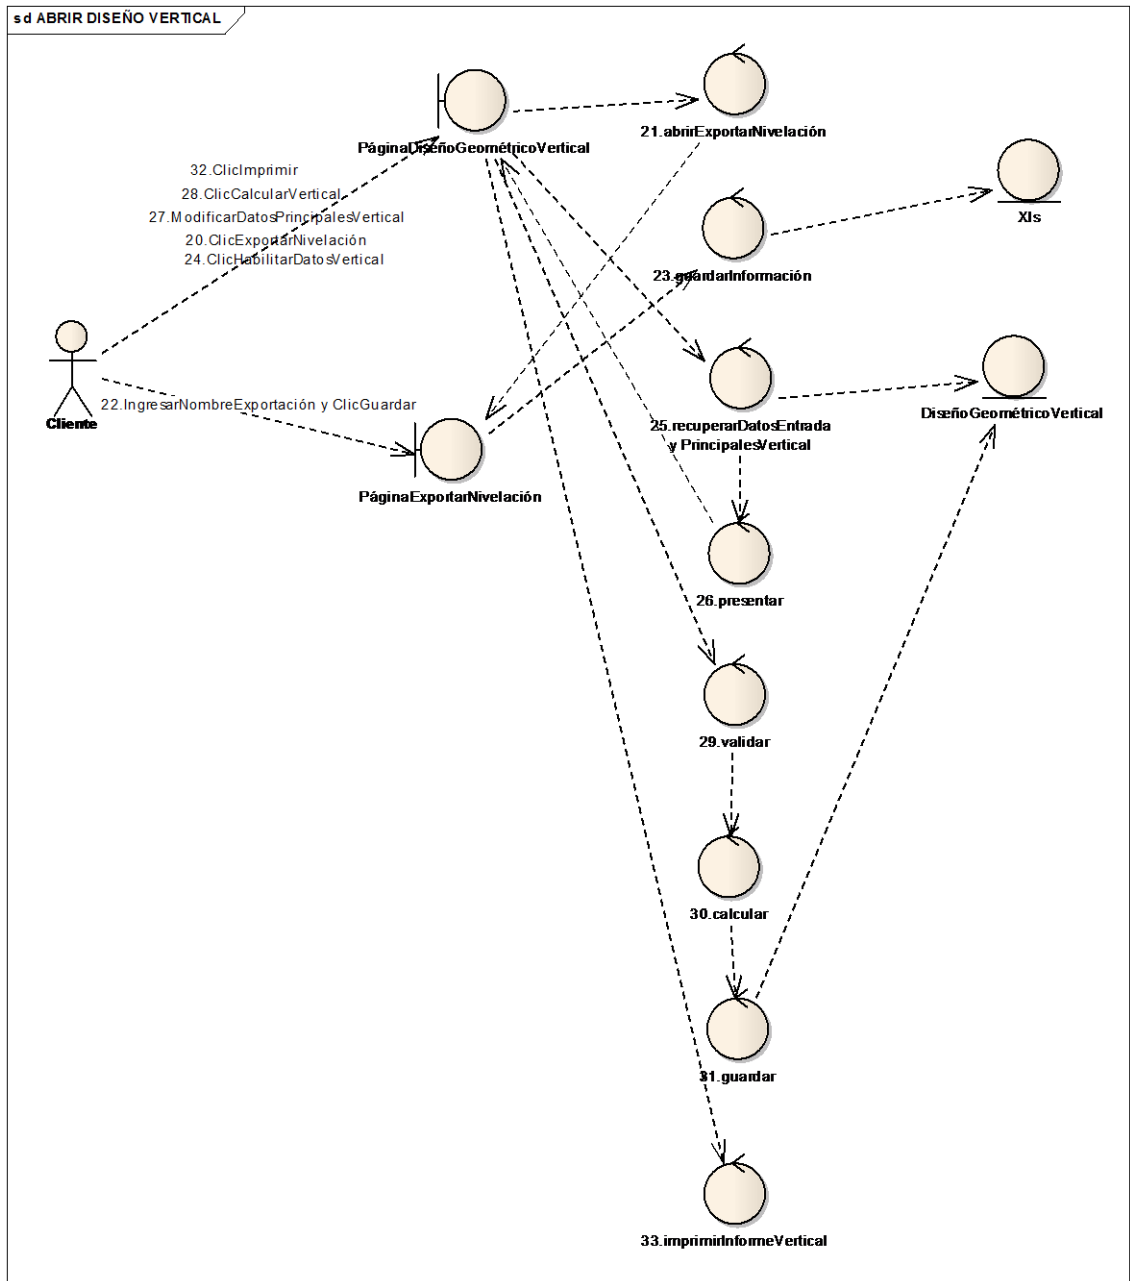 sd ABRIR DISEÑO VERTICAL
PáginaDiseñoGeométricoVertical
21.abrirExportarNivelación
32.ClicImprimir
28.ClicCalcularVertical
27.ModificarDatosPrincipalesVertical
20.ClicExportarNivelación
24.ClicHabilitarDatosVertical
Xls
23.guardarInformación
Cliente
22.IngresarNombreExportación y ClicGuardar
DiseñoGeométricoVertical
25.recuperarDatosEntrada
y PrincipalesVertical
PáginaExportarNivelación
26.presentar
29.validar
30.calcular
31.guardar
33.imprimirInformeVertical